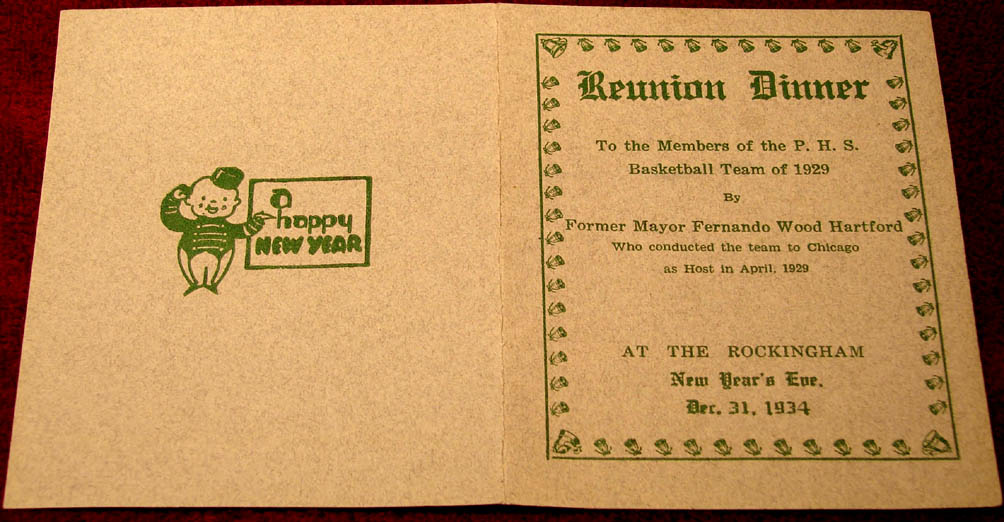 a
happy
NEW YEAR
Reunion Dinner
To the Members of the P. H. S.
Basketball Team of 1929
By
Former Mayor Fernando Wood Hartford
Who conducted the team to Chicago
as Host in April, 1929
AT THE ROCKINGHAM
New Year's Eve,
Dec. 31, 1934